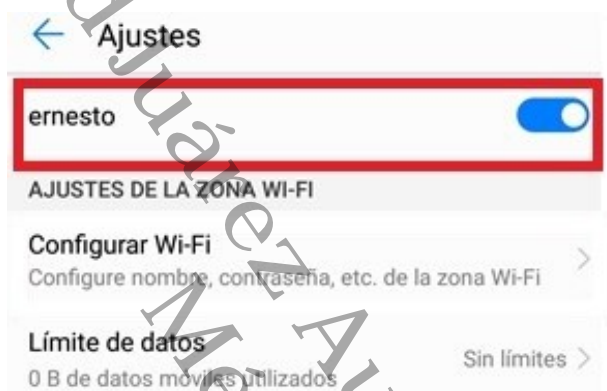 Ajustes
ernesto
AJUSTES DE LA ZONA WI-FI
Configurar Wi-Fi
Configure nombre, contraseña, etc. de la zona Wi-Fi
Límite de datos
0 B de datos móviles utilizados
Sin límites
Juárez